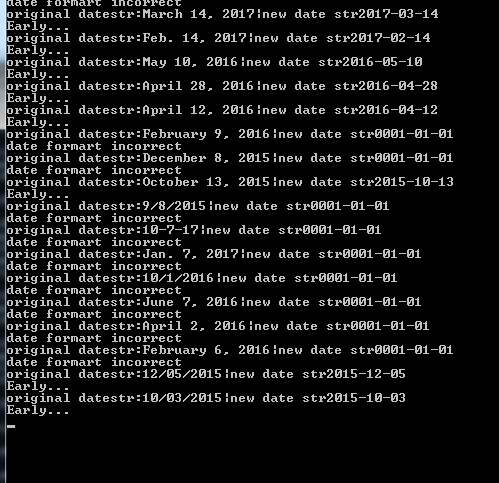 date formart incorrect
original datestr:March 14, 2017|new date str2017-03-14
Early...
original datestr:Feb. 14, 2017|new date str2017-02-14
Early...
original datestr:May 10, 2016|new date str2016-05-10
Early...
original datestr:April 28, 2016|new date str2016-04-28
Early...
original datestr:April 12, 2016|new date str2016-04-12
Early...
original datestr:February 9, 2016|new date str0001-01-01
date formart incorrect
original datestr:December 8, 2015|new date str0001-01-01
date formart incorrect
original datestr:October 13, 2015|new date str2015-10-13
Early...
original datestr:9/8/2015|new date str0001-01-01
date formart incorrect
original datestr:10-7-17|new date str0001-01-01
date formart incorrect
original datestr:Jan. 7, 2017|new date str0001-01-01
date formart incorrect
original datestr:10/1/2016|new date str0001-01-01
date formart incorrect
original datestr:June 7, 2016|new date str0001-01-01
date formart incorrect
original datestr:April 2, 2016|new date str0001-01-01
date formart incorrect
original datestr:February 6, 2016|new date str0001-01-01
date formart incorrect
original datestr:12/05/2015|new date str2015-12-05
Early...
original datestr:10/03/2015|new date str2015-10-03
Early...